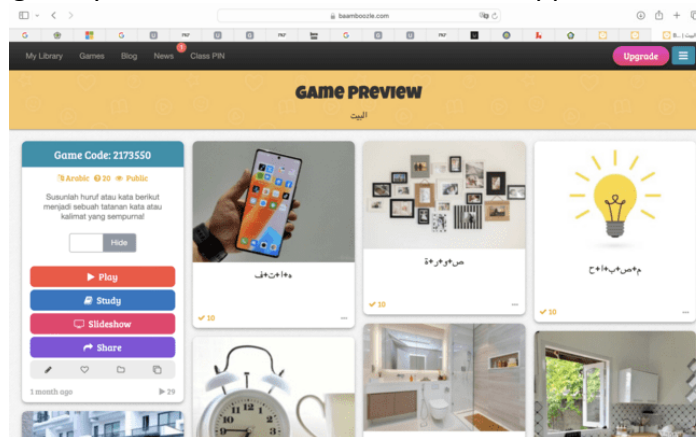 baamboozle.com
My Library Games Blog News Class PIN
Upgrade
GAME PREVIEW
البيت
Game Code: 2173550
Arabic 20 Public
Susunlah huruf atau kata berikut
menjadi sebuah tatanan kata atau
kalimat yang sempurna!
Hide
Play
Study
Slideshow
Share
1 month ago 29
ه+ا+ت+ف
10
ص+و+ر+ة
10
م+ص+ب+ا+ح
10